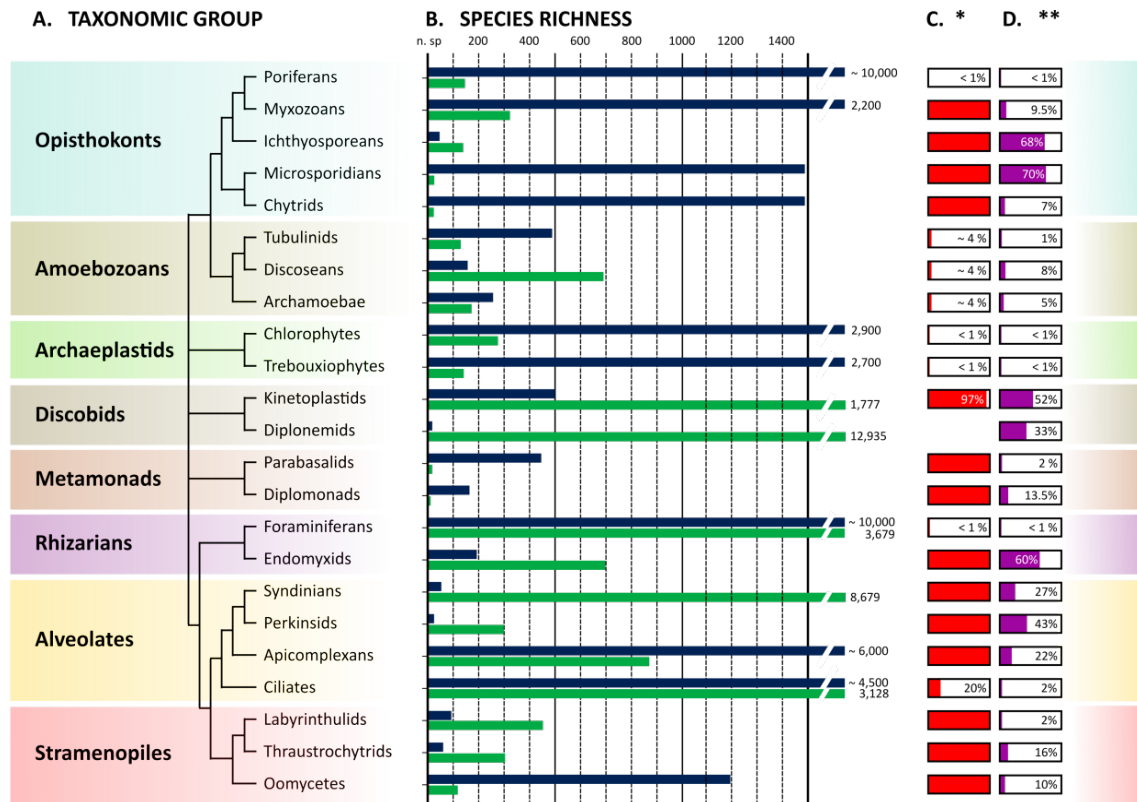 A. TAXONOMIC GROUP B. SPECIES RICHNESS C. * D. **
n. sp 200 400 600 800 1000 1200 1400
Opisthokonts
Poriferans ~ 10,000 < 1% < 1%
Myxozoans 2,200 9.5%
Ichthyosporeans 68%
Microsporidians 70%
Chytrids 7%
Amoebozoans
Tubulinids ~ 4 % 1%
Discoseans ~ 4 % 8%
Archamoebae ~ 4 % 5%
Archaeplastids
Chlorophytes 2,900 < 1 % < 1%
Trebouxiophytes 2,700 < 1 % < 1%
Discobids
Kinetoplastids 1,777 97% 52%
Diplonemids 12,935 33%
Metamonads
Parabasalids 2 %
Diplomonads 13.5%
Rhizarians
Foraminiferans ~ 10,000 3,679 < 1 % < 1 %
Endomyxids 60%
Alveolates
Syndinians 8,679 27%
Perkinsids 43%
Apicomplexans ~ 6,000 22%
Ciliates ~ 4,500 3,128 20% 2%
Stramenopiles
Labyrinthulids 2%
Thraustrochytrids 16%
Oomycetes 10%